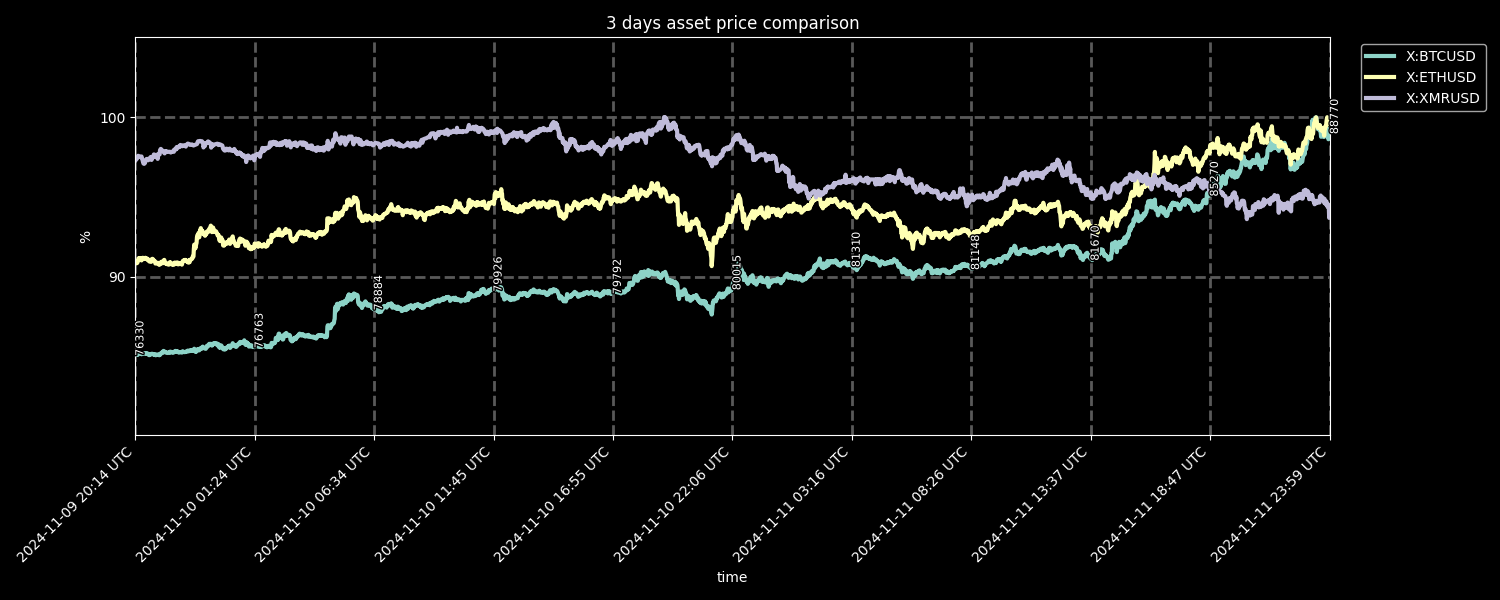 3 days asset price comparison
X:BTCUSD
X:ETHUSD
X:XMRUSD
100
90
%
76330
76763
78884
79926
79792
80015
81310
81148
81670
85270
88770
2024-11-09 20:14 UTC
2024-11-10 01:24 UTC
2024-11-10 06:34 UTC
2024-11-10 11:45 UTC
2024-11-10 16:55 UTC
2024-11-10 22:06 UTC
2024-11-11 03:16 UTC
2024-11-11 08:26 UTC
2024-11-11 13:37 UTC
2024-11-11 18:47 UTC
2024-11-11 23:59 UTC
time